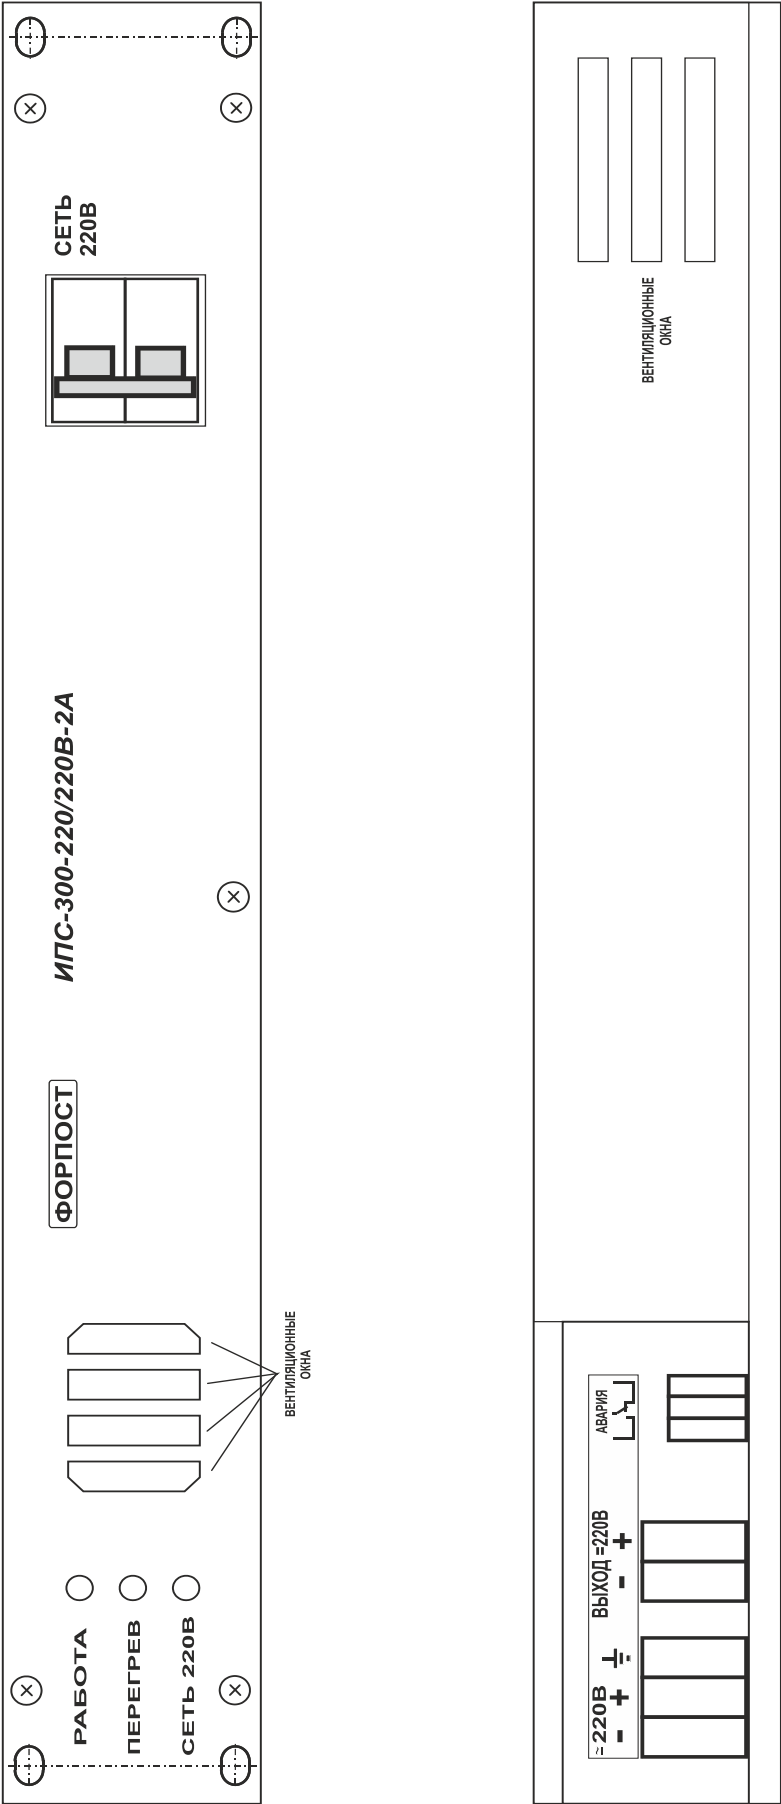 РАБОТА
ПЕРЕГРЕВ
СЕТЬ 220В
ВЕНТИЛЯЦИОННЫЕ
ОКНА
ФОРПОСТ
ИПС-300-220/220В-2А
СЕТЬ
220В
≂ 220В
- +
ВЫХОД =220В
- +
АВАРИЯ
ВЕНТИЛЯЦИОННЫЕ
ОКНА